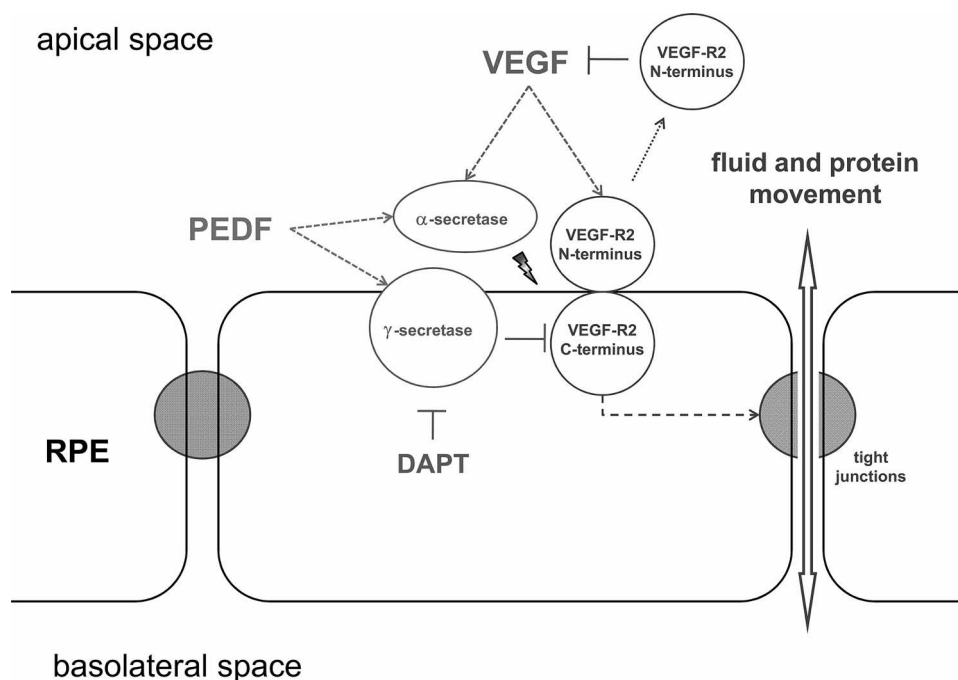 apical space
VEGF
VEGF-R2
N-terminus
fluid and protein
movement
PEDF
α-secretase
VEGF-R2
N-terminus
γ-secretase
VEGF-R2
C-terminus
RPE
DAPT
tight
junctions
basolateral space